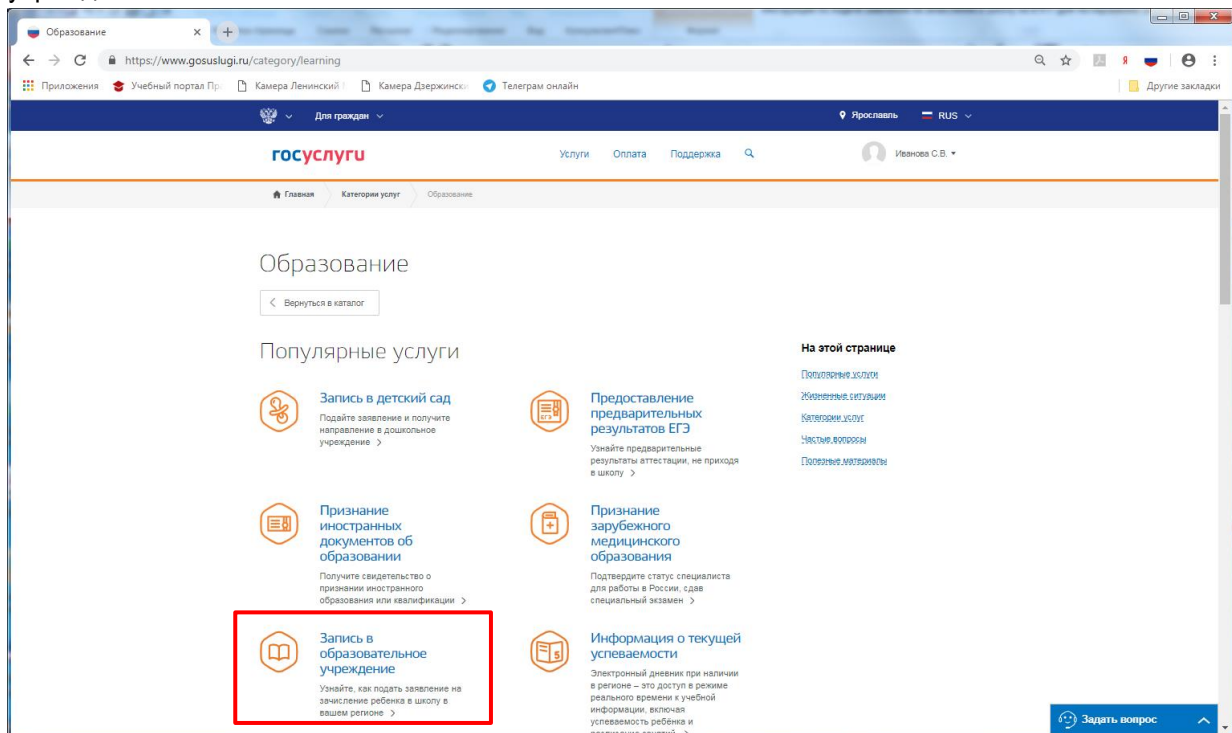 Образование
https://www.gosuslugi.ru/category/learning
Приложения Учебный портал Пр Камера Ленинский Камера Дзержинск Телеграм онлайн Другие закладки
Для граждан Ярославль RUS
госуслуги Услуги Оплата Поддержка Иванова С.В.
Главная Категории услуг Образование
Образование
Вернуться в каталог
Популярные услуги
Запись в детский сад
Подайте заявление и получите
направление в дошкольное
учреждение >
Предоставление
предварительных
результатов ЕГЭ
Узнайте предварительные
результаты аттестации, не приходя
в школу >
Признание
иностранных
документов об
образовании
Получите свидетельство о
признании иностранного
образования или квалификации >
Признание
зарубежного
медицинского
образования
Подтвердите статус специалиста
для работы в России, сдав
специальный экзамен >
Запись в
образовательное
учреждение
Узнайте, как подать заявление на
зачисление ребенка в школу в
вашем регионе >
Информация о текущей
успеваемости
Электронный дневник при наличии
в регионе – это доступ в режиме
реального времени к учебной
информации, включая
успеваемость ребёнка и
На этой странице
Популярные услуги
Жизненные ситуации
Категории услуг
Частые вопросы
Полезные материалы
Задать вопрос